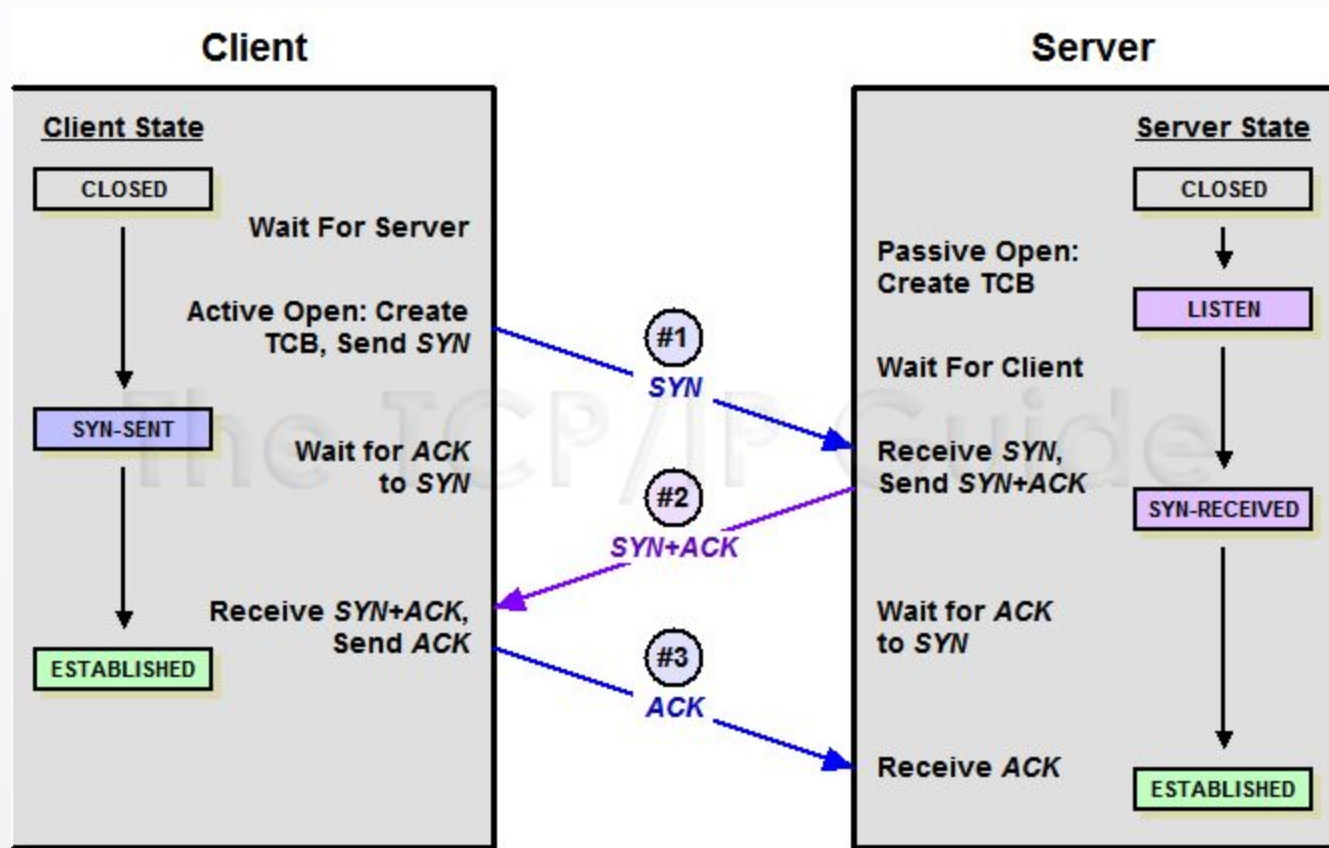 Client
Server
Client State
CLOSED
Wait For Server
Active Open: Create
TCB, Send SYN
SYN-SENT
Wait for ACK
to SYN
Receive SYN+ACK,
Send ACK
ESTABLISHED
#1
SYN
#2
SYN+ACK
#3
ACK
Server State
CLOSED
Passive Open:
Create TCB
LISTEN
Wait For Client
Receive SYN,
Send SYN+ACK
SYN-RECEIVED
Wait for ACK
to SYN
Receive ACK
ESTABLISHED
The TCP/IP Guide